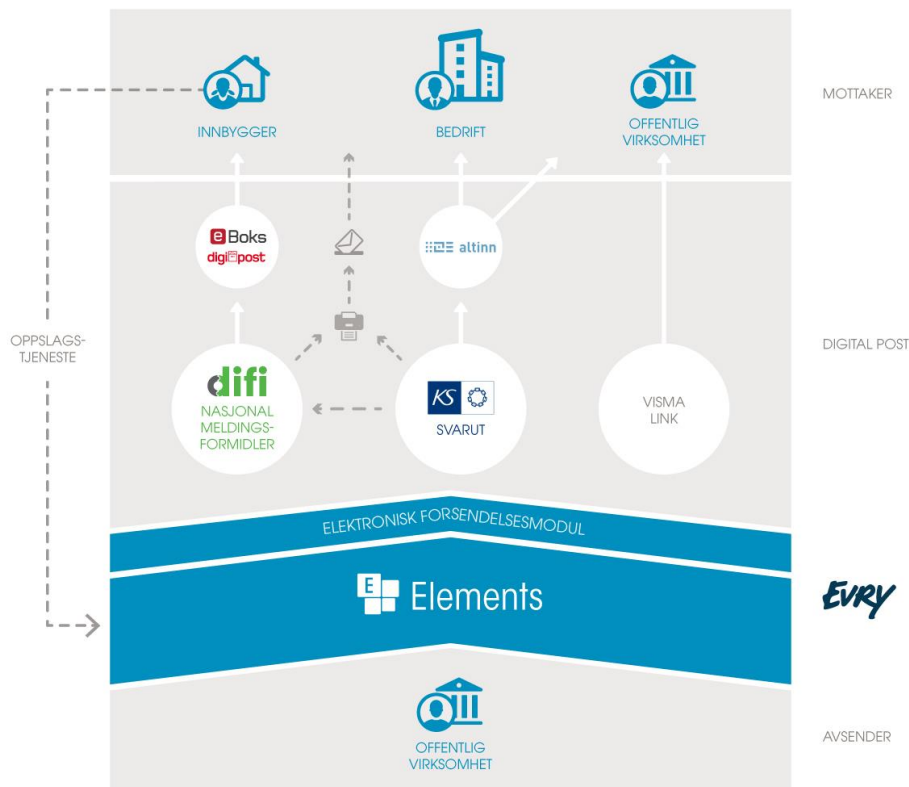 MOTTAKER
INNBYGGER
BEDRIFT
OFFENTLIG
VIRKSOMHET
eBoks
digipost
altinn
OPPSLAGS-
TJENESTE
DIGITAL POST
difi
NASJONAL
MELDINGS-
FORMIDLER
KS
SVARUT
VISMA
LINK
ELEKTRONISK FORSENDELSESMODUL
E
Elements
EVRY
OFFENTLIG
VIRKSOMHET
AVSENDER